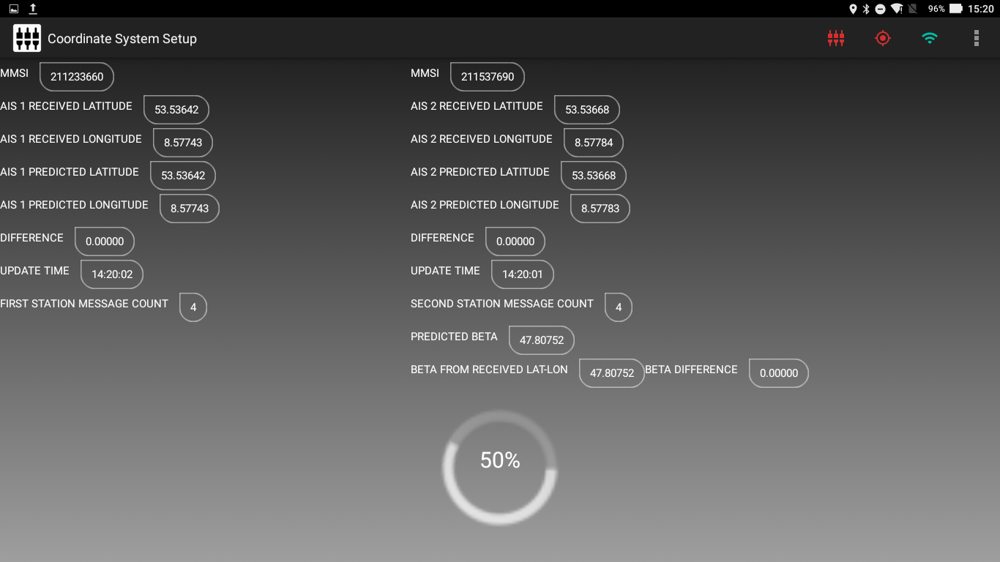 96% 15:20
Coordinate System Setup
MMSI 211233660
AIS 1 RECEIVED LATITUDE 53.53642
AIS 1 RECEIVED LONGITUDE 8.57743
AIS 1 PREDICTED LATITUDE 53.53642
AIS 1 PREDICTED LONGITUDE 8.57743
DIFFERENCE 0.00000
UPDATE TIME 14:20:02
FIRST STATION MESSAGE COUNT 4
MMSI 211537690
AIS 2 RECEIVED LATITUDE 53.53668
AIS 2 RECEIVED LONGITUDE 8.57784
AIS 2 PREDICTED LATITUDE 53.53668
AIS 2 PREDICTED LONGITUDE 8.57783
DIFFERENCE 0.00000
UPDATE TIME 14:20:01
SECOND STATION MESSAGE COUNT 4
PREDICTED BETA 47.80752
BETA FROM RECEIVED LAT-LON 47.80752 BETA DIFFERENCE 0.00000
50%